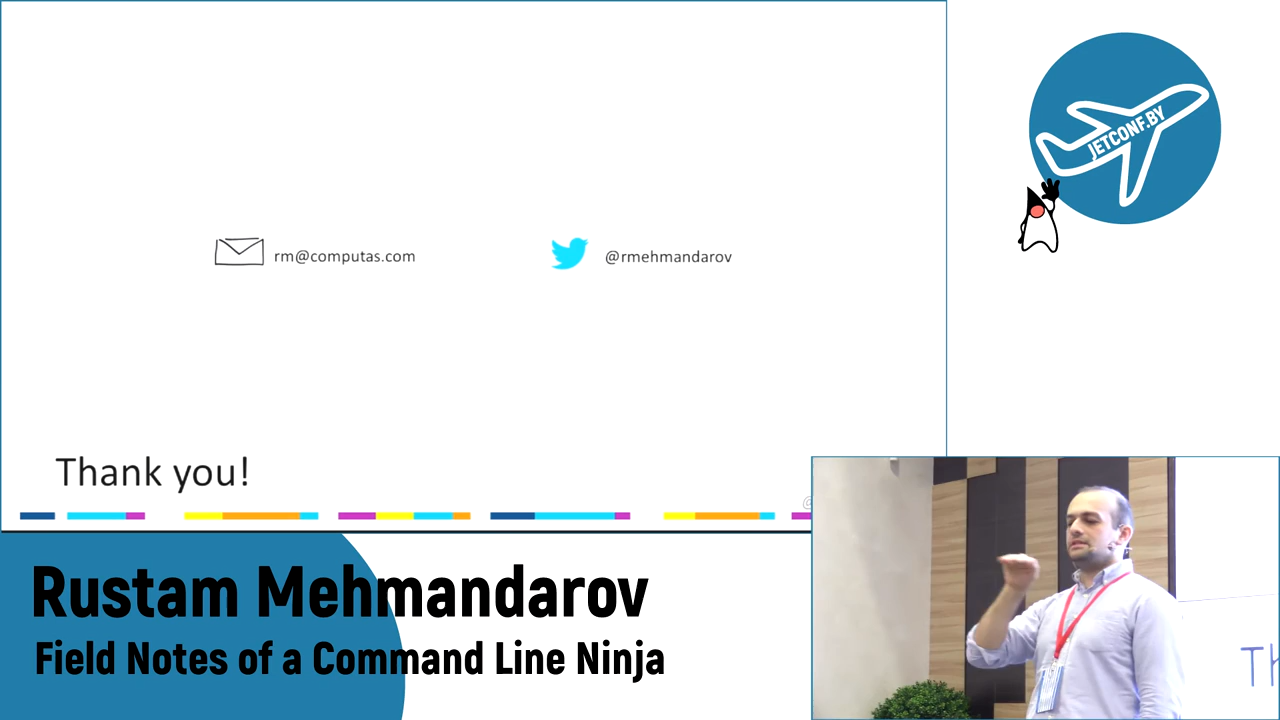 JETCONF.BY
rm@computas.com
@rmehmandarov
Thank you!
Rustam Mehmandarov
Field Notes of a Command Line Ninja